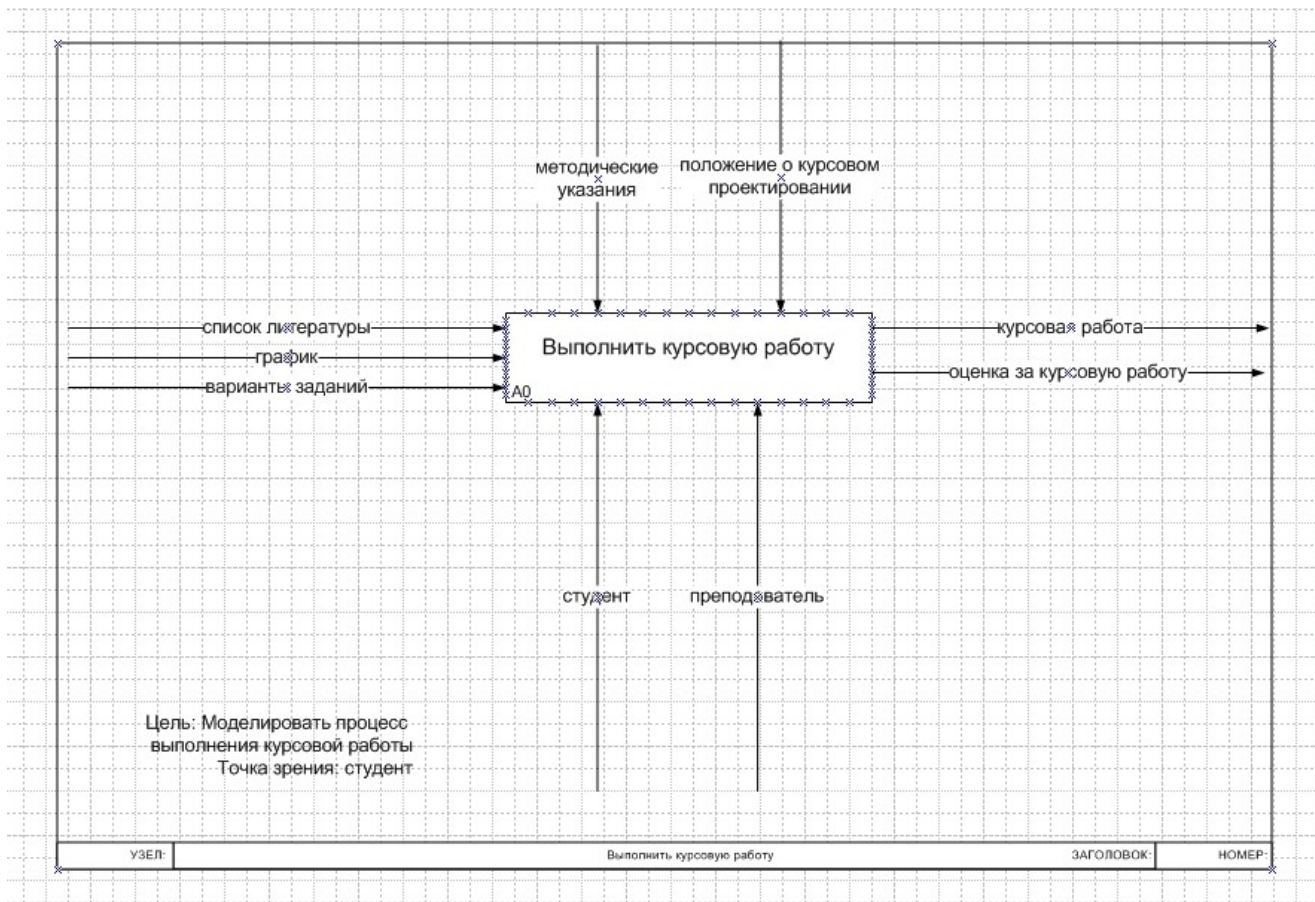 методические
указания
положение о курсовом
проектировании
список литературы
график
варианты заданий
Выполнить курсовую работу
A0
курсовая работа
оценка за курсовую работу
студент
преподаватель
Цель: Моделировать процесс
выполнения курсовой работы
Точка зрения: студент
УЗЕЛ:
Выполнить курсовую работу
ЗАГОЛОВОК:
НОМЕР: